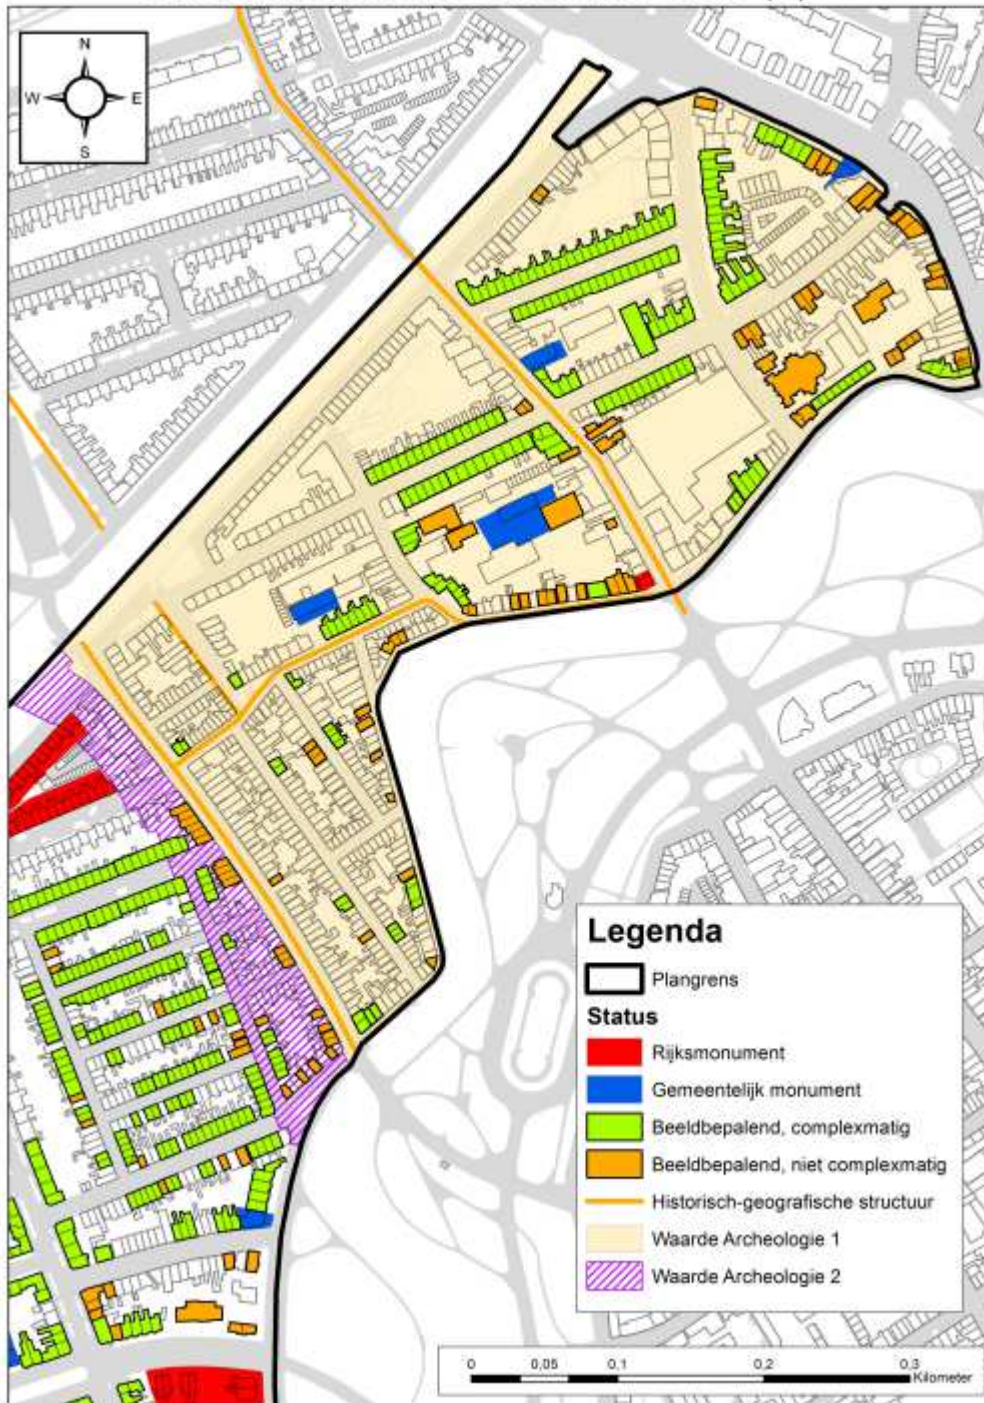 N
W E
S
Legenda
Plangrens
Status
Rijksmonument
Gemeentelijk monument
Beeldbepalend, complexmatig
Beeldbepalend, niet complexmatig
Historisch-geografische structuur
Waarde Archeologie 1
Waarde Archeologie 2
0 0,05 0,1 0,2 0,3
Kilometer